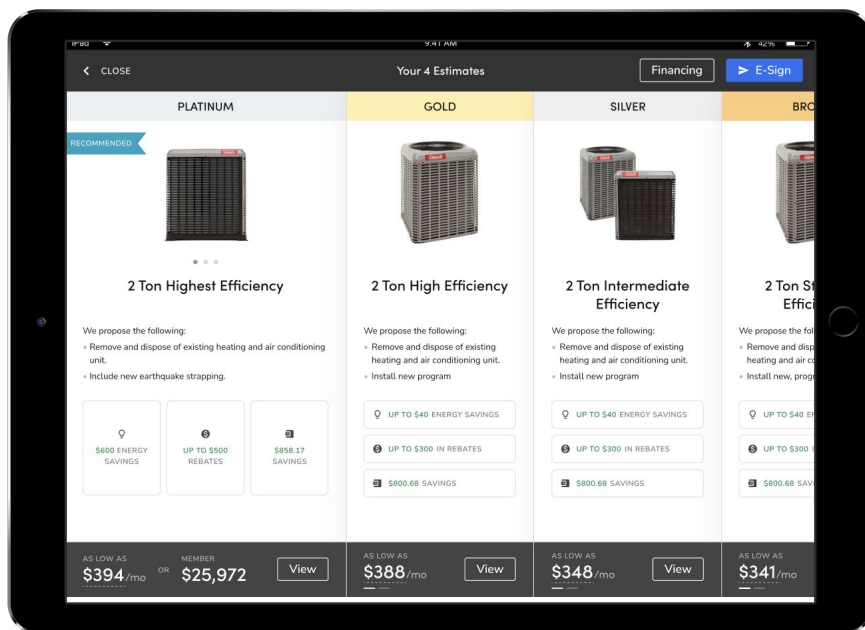 iPad
9:41 AM
42%
CLOSE
Your 4 Estimates
Financing
E-Sign
PLATINUM
RECOMMENDED
2 Ton Highest Efficiency
We propose the following:
Remove and dispose of existing heating and air conditioning
unit.
Include new earthquake strapping.
$600 ENERGY
SAVINGS
UP TO $500
REBATES
$858.17
SAVINGS
AS LOW AS
$394/mo
OR
MEMBER
$25,972
View
GOLD
2 Ton High Efficiency
We propose the following:
Remove and dispose of existing
heating and air conditioning unit.
Install new program
UP TO $40 ENERGY SAVINGS
UP TO $300 IN REBATES
$800.68 SAVINGS
AS LOW AS
$388/mo
View
SILVER
2 Ton Intermediate
Efficiency
We propose the following:
Remove and dispose of existing
heating and air conditioning unit.
Install new program
UP TO $40 ENERGY SAVINGS
UP TO $300 IN REBATES
$800.68 SAVINGS
AS LOW AS
$348/mo
View
BRO
2 Ton St
Effici
We propose the foll
Remove and disp
heating and air co
Install new, progr
UP TO $40 EN
UP TO $300 I
$800.68 SAVI
AS LOW AS
$341/mo